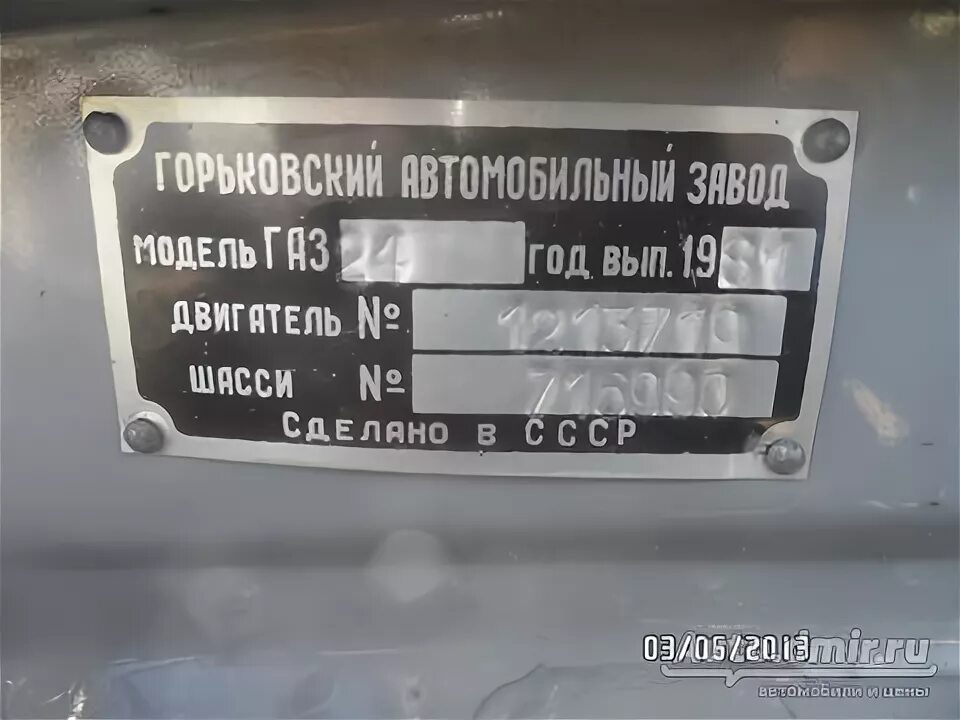 ГОРЬКОВСКИЙ АВТОМОБИЛЬНЫЙ ЗАВОД
МОДЕЛЬ ГАЗ 24 ГОД ВЫП. 19
ДВИГАТЕЛЬ №
ШАССИ №
СДЕЛАНО В СССР
03/05/2013
автомобили и цены